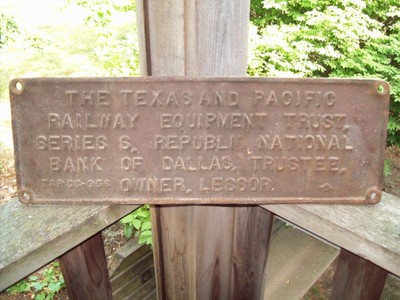 THE TEXAS AND PACIFIC
RAILWAY EQUIPMENT TRUST,
SERIES S, REPUBLIC NATIONAL
BANK OF DALLAS, TRUSTEE,
OWNER, LESSOR.